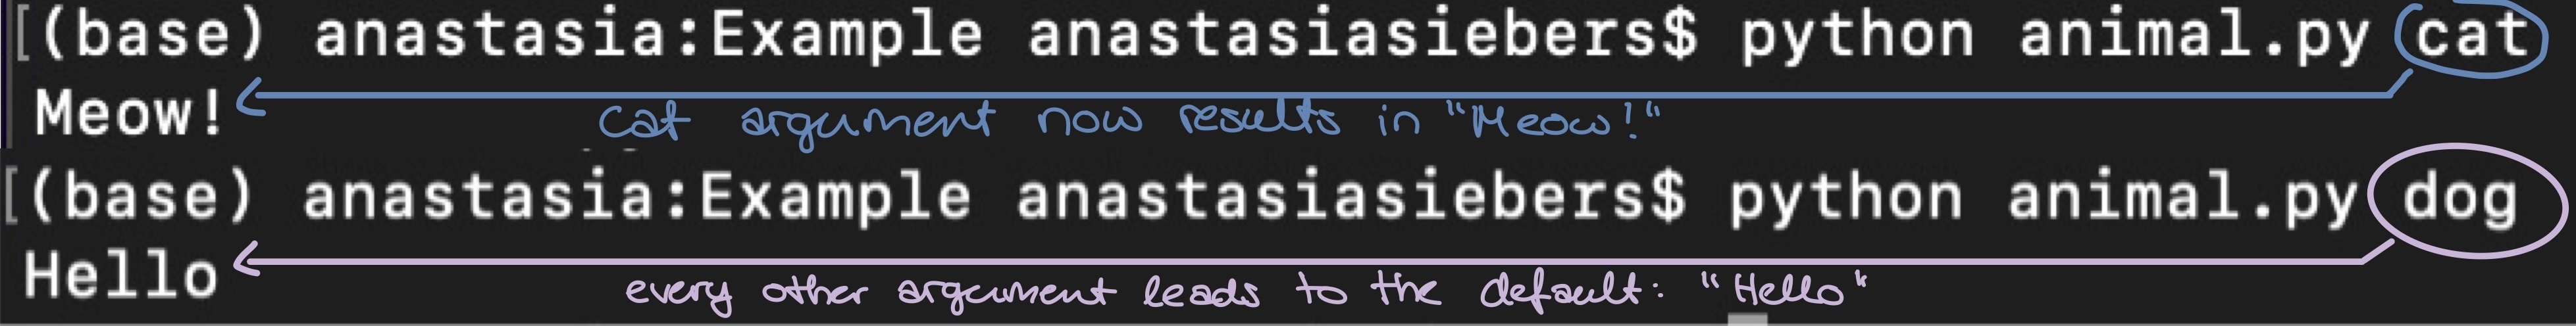 [(base) anastasia:Example anastasiasiebers$ python animal.py cat
Meow!
cat argument now results in "Meow!"
[(base) anastasia:Example anastasiasiebers$ python animal.py dog
Hello
every other argument leads to the default: "Hello"